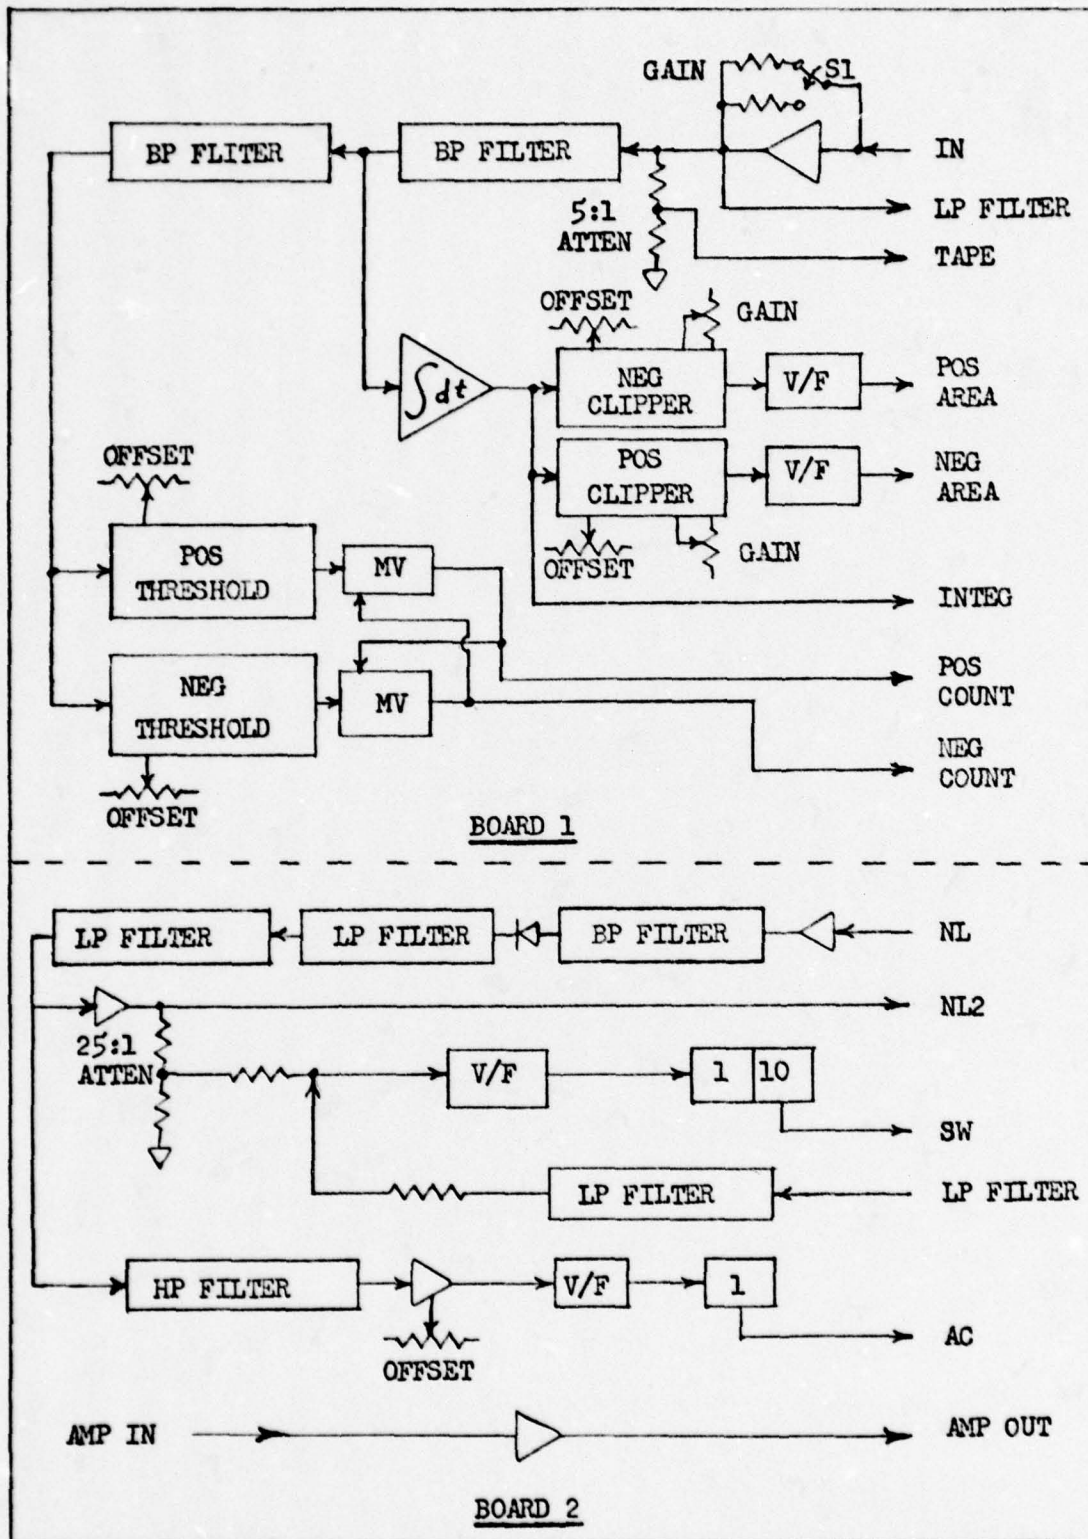 GAIN
S1
BP FLITER
BP FILTER
IN
LP FILTER
5:1
ATTEN
TAPE
OFFSET
GAIN
∫dt
NEG
CLIPPER
V/F
POS
AREA
OFFSET
POS
CLIPPER
V/F
NEG
AREA
OFFSET
GAIN
POS
THRESHOLD
MV
INTEG
NEG
THRESHOLD
MV
POS
COUNT
NEG
COUNT
OFFSET
BOARD 1
LP FILTER
LP FILTER
BP FILTER
NL
NL2
25:1
ATTEN
V/F
1 10
SW
LP FILTER
LP FILTER
HP FILTER
V/F
1
OFFSET
AC
AMP IN
AMP OUT
BOARD 2